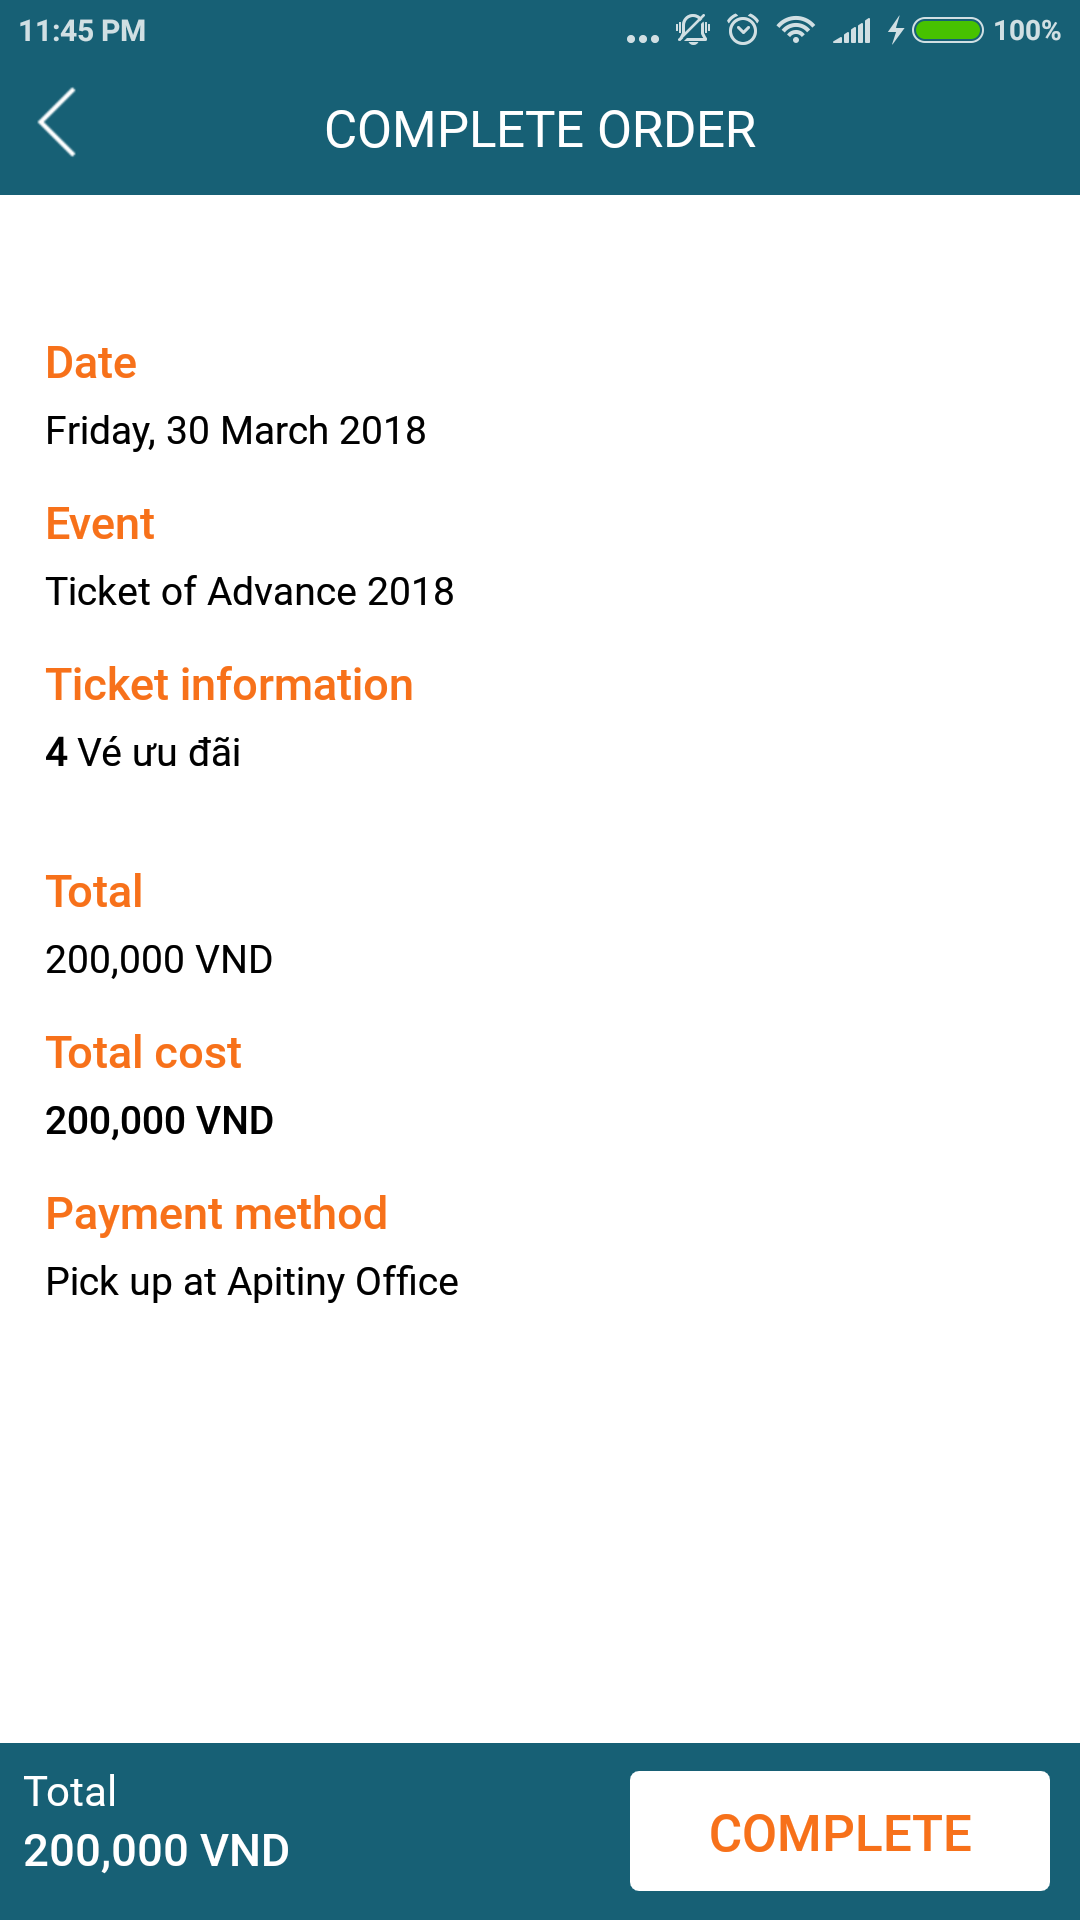 11:45 PM 100%
COMPLETE ORDER
Date
Friday, 30 March 2018
Event
Ticket of Advance 2018
Ticket information
4 Vé ưu đãi
Total
200,000 VND
Total cost
200,000 VND
Payment method
Pick up at Apitiny Office
Total
200,000 VND
COMPLETE